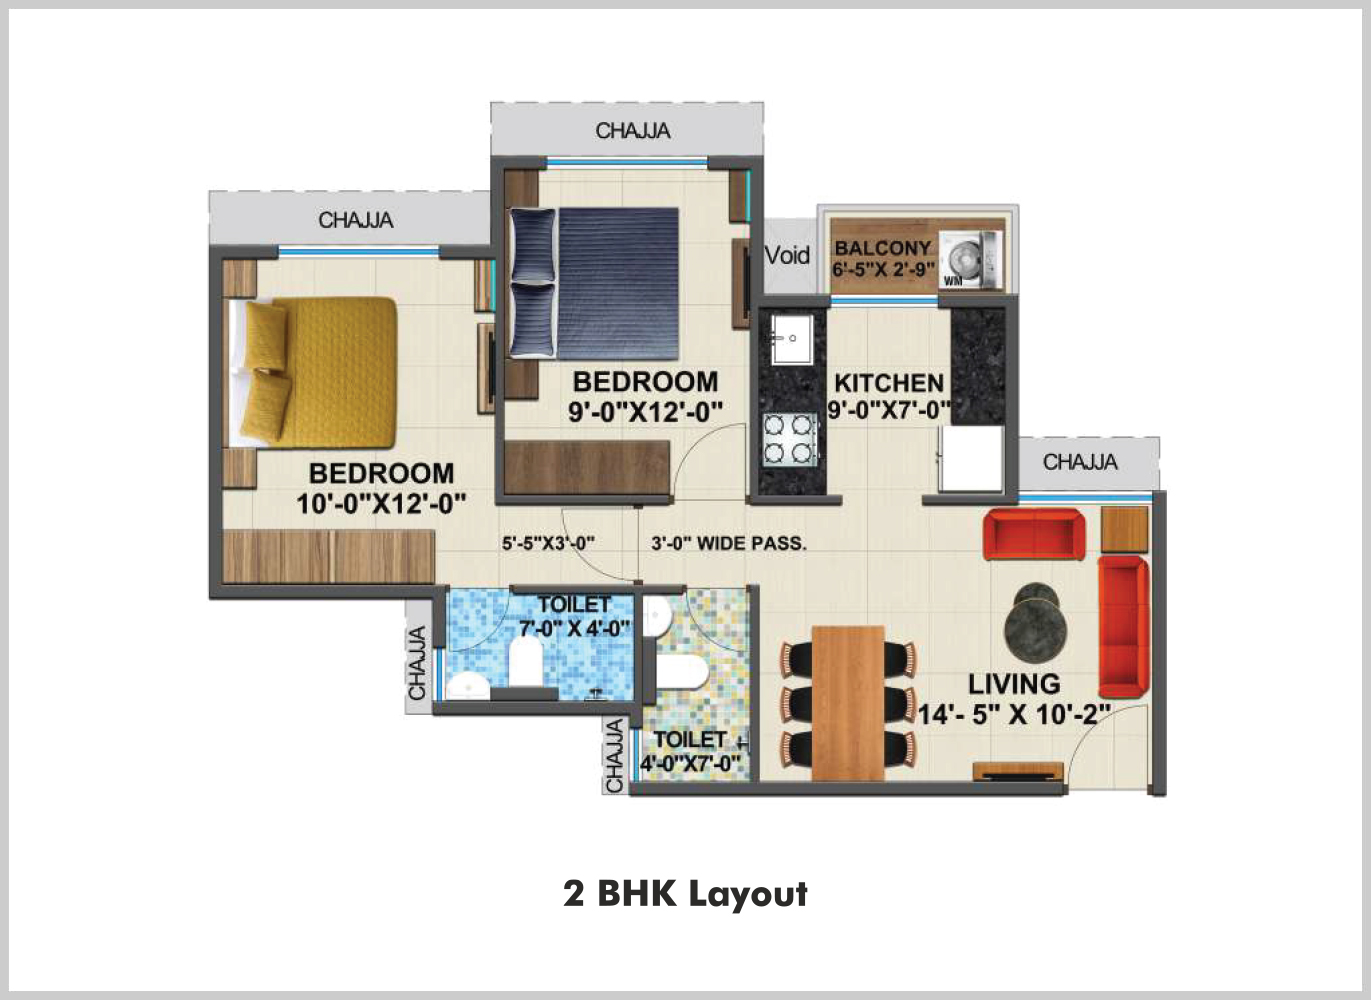 CHAJJA
CHAJJA
Void
BALCONY
6'-5"X 2'-9"
WM
BEDROOM
9'-0"X12'-0"
KITCHEN
9'-0"X7'-0"
BEDROOM
10'-0"X12'-0"
CHAJJA
5'-5"X3'-0"
3'-0" WIDE PASS.
TOILET
7'-0" X 4'-0"
CHAJJA
LIVING
14'- 5" X 10'-2"
TOILET
4'-0"X7'-0"
CHAJJA
2 BHK Layout